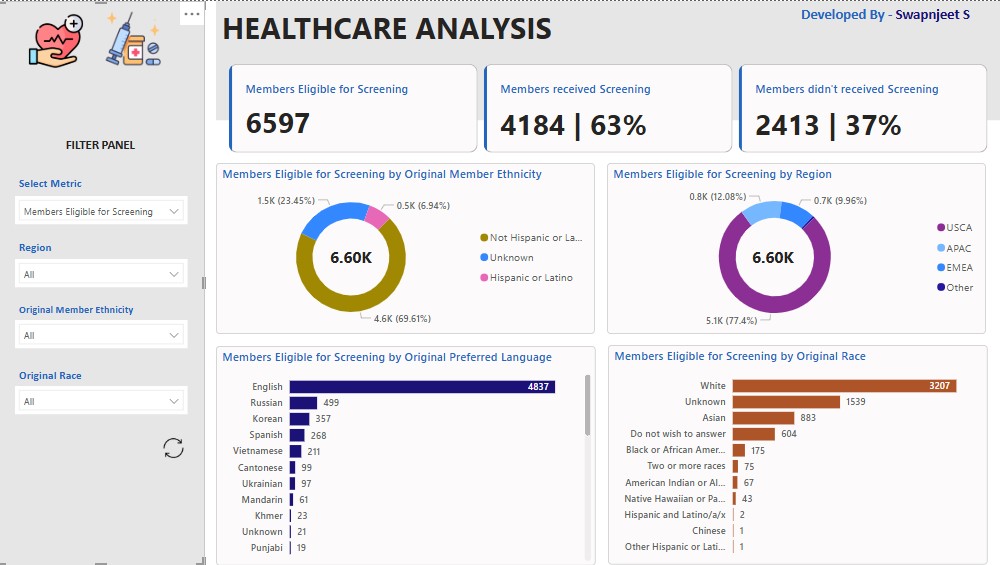 HEALTHCARE ANALYSIS
Developed By - Swapnjeet S
Members Eligible for Screening
6597
Members received Screening
4184 | 63%
Members didn't received Screening
2413 | 37%
FILTER PANEL
Select Metric
Members Eligible for Screening
Region
All
Original Member Ethnicity
All
Original Race
All
Members Eligible for Screening by Original Member Ethnicity
1.5K (23.45%)
0.5K (6.94%)
6.60K
4.6K (69.61%)
Not Hispanic or La...
Unknown
Hispanic or Latino
Members Eligible for Screening by Region
0.8K (12.08%)
0.7K (9.96%)
6.60K
5.1K (77.4%)
USCA
APAC
EMEA
Other
Members Eligible for Screening by Original Preferred Language
English 4837
Russian 499
Korean 357
Spanish 268
Vietnamese 211
Cantonese 99
Ukrainian 97
Mandarin 61
Khmer 23
Unknown 21
Punjabi 19
Members Eligible for Screening by Original Race
White 3207
Unknown 1539
Asian 883
Do not wish to answer 604
Black or African Amer... 175
Two or more races 75
American Indian or Al... 67
Native Hawaiian or Pa... 43
Hispanic and Latino/a/x 2
Chinese 1
Other Hispanic or Lati... 1